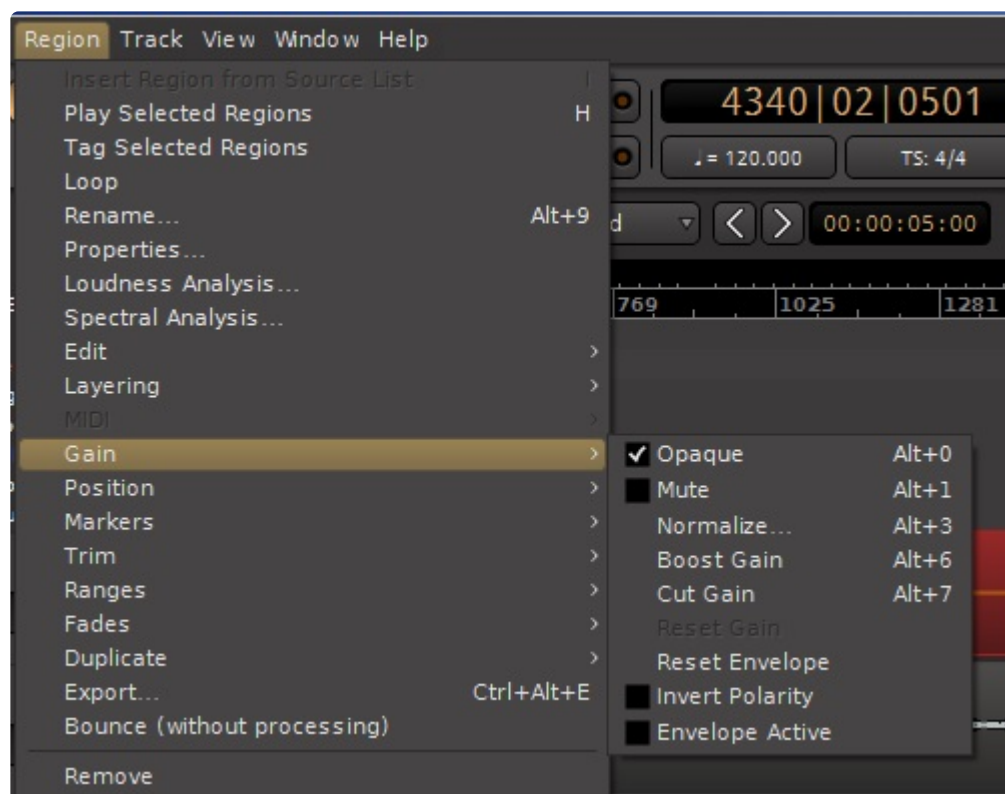 Region Track View Window Help
Insert Region from Source List I
Play Selected Regions H
Tag Selected Regions
Loop
Rename... Alt+9
Properties...
Loudness Analysis...
Spectral Analysis...
Edit
Layering
MIDI
Gain
Position
Markers
Trim
Ranges
Fades
Duplicate
Export... Ctrl+Alt+E
Bounce (without processing)
Remove
4340|02|0501
♩= 120.000 TS: 4/4
d 00:00:05:00
769 1025 1281
Opaque Alt+0
Mute Alt+1
Normalize... Alt+3
Boost Gain Alt+6
Cut Gain Alt+7
Reset Gain
Reset Envelope
Invert Polarity
Envelope Active